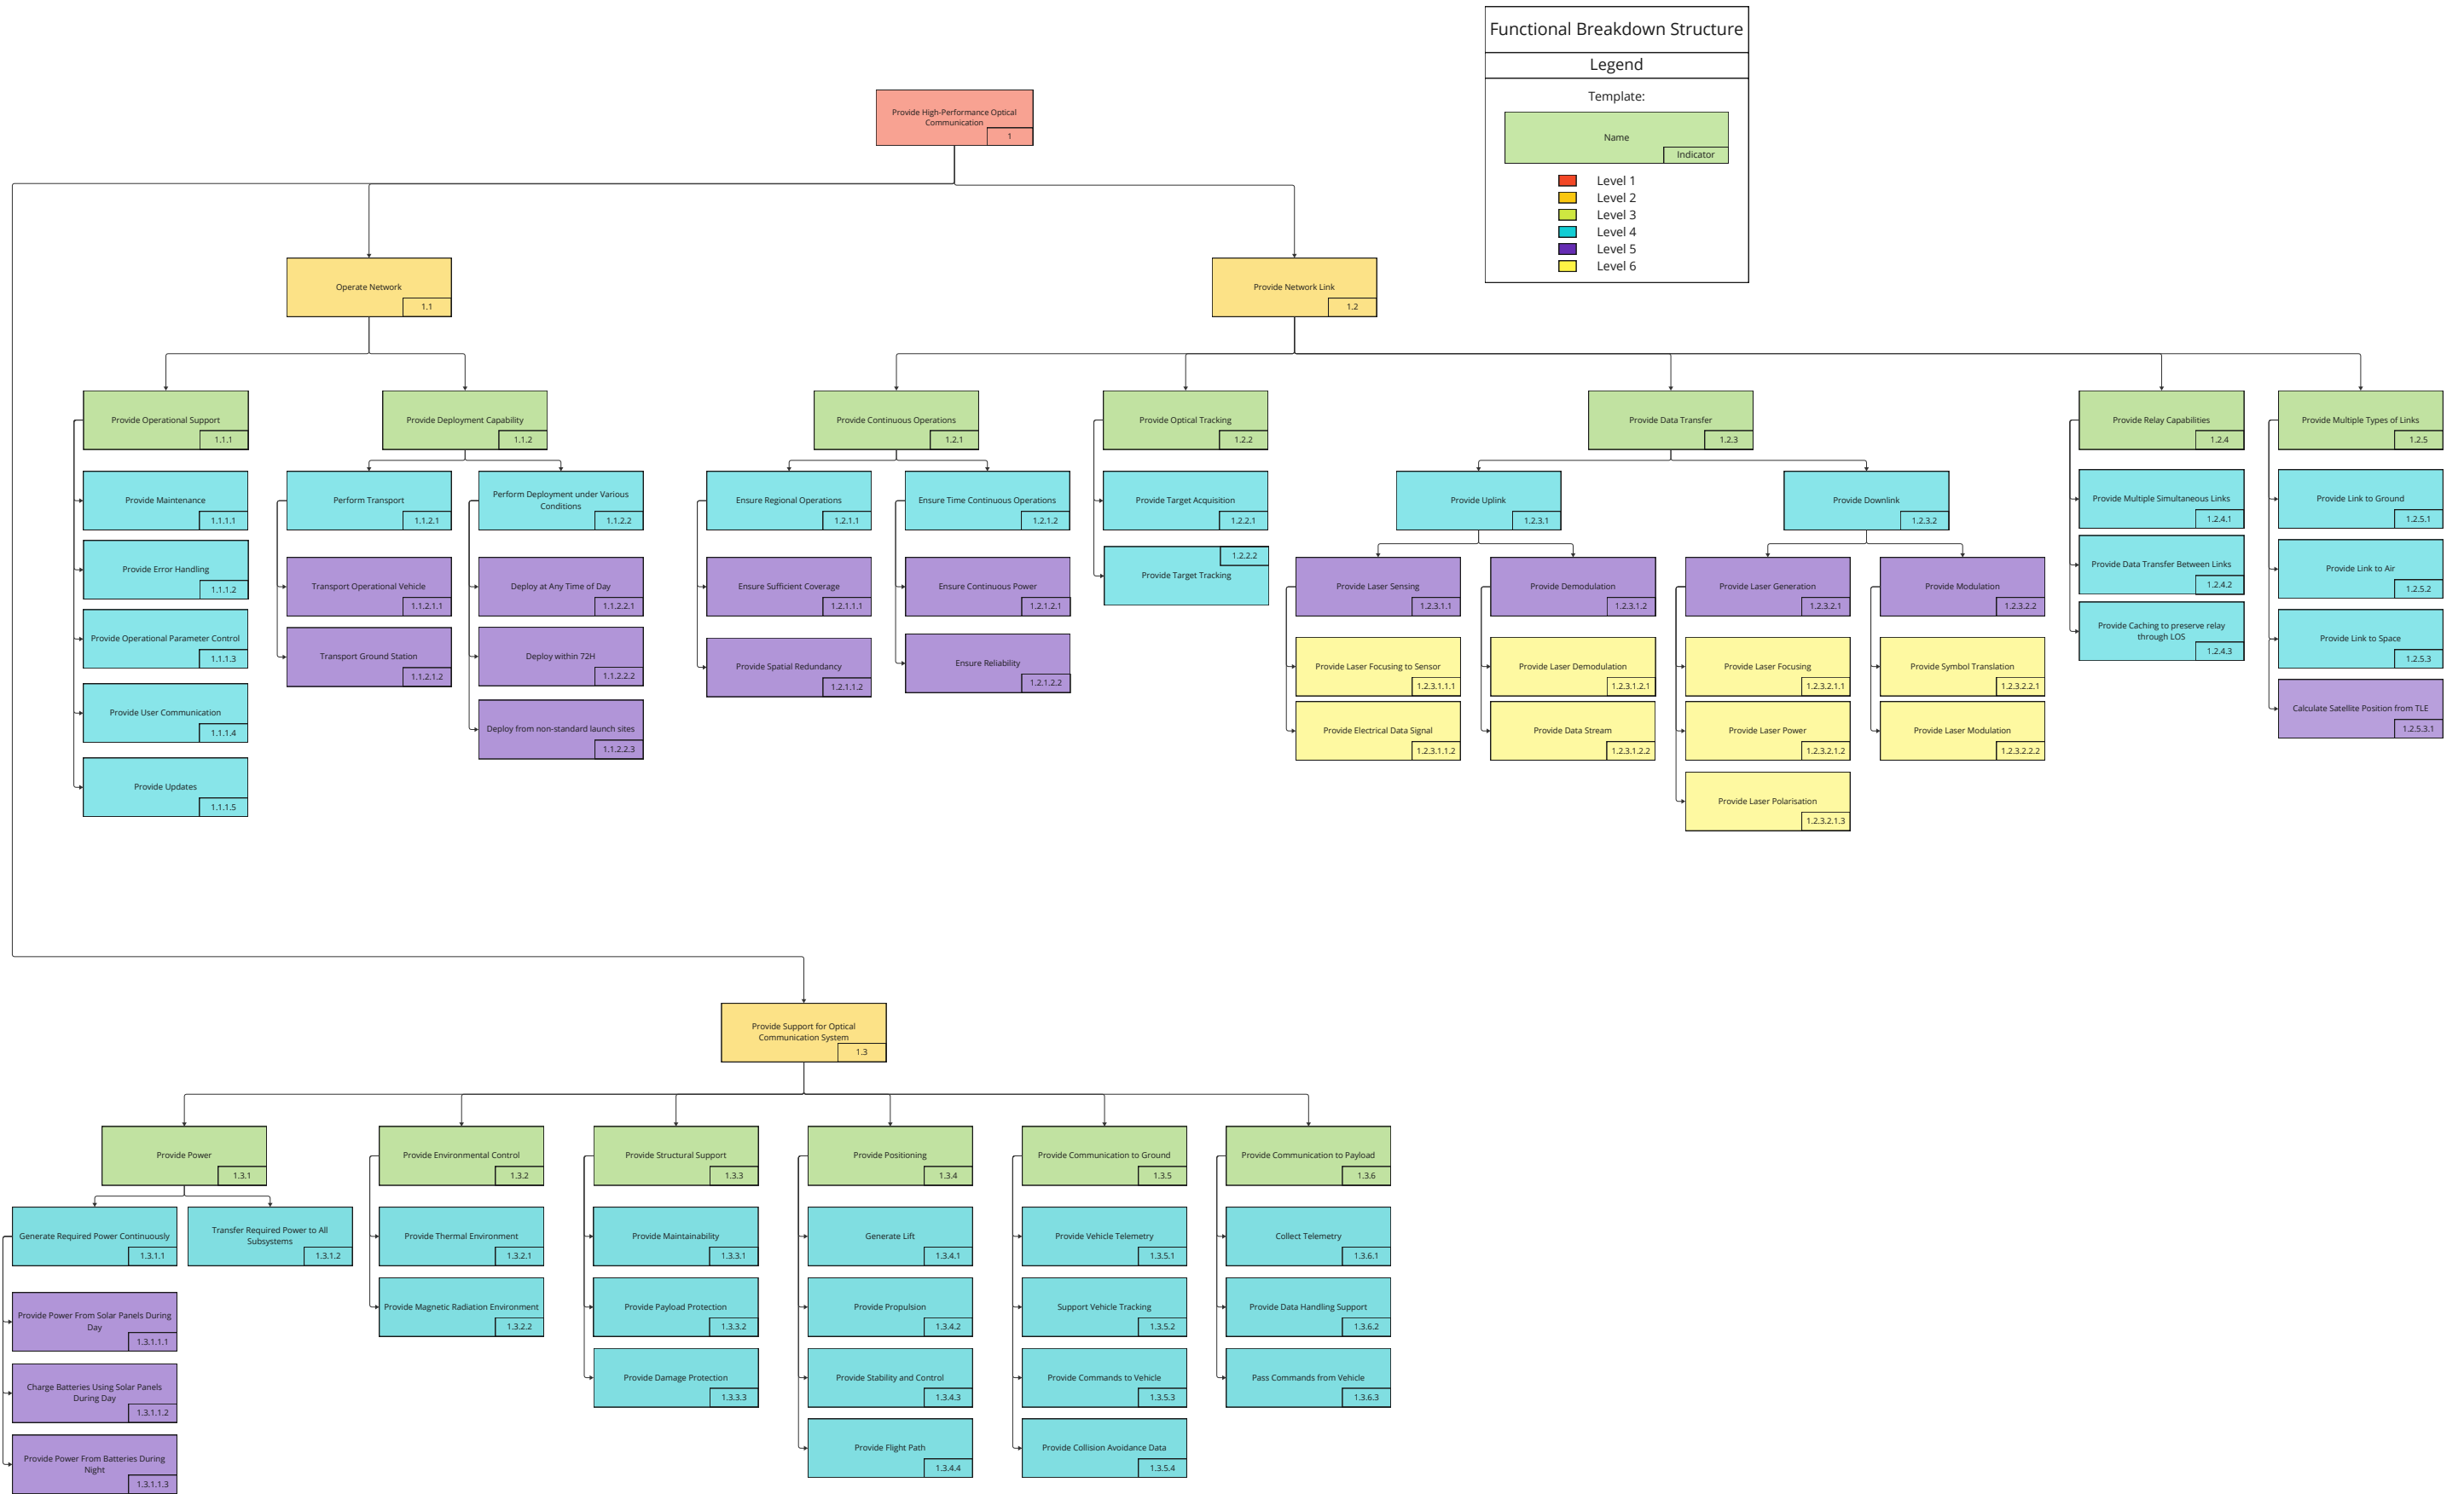 Functional Breakdown Structure
Legend
Template:
Name
Indicator
Level 1
Level 2
Level 3
Level 4
Level 5
Level 6
Provide High-Performance Optical
Communication
1
Operate Network
1.1
Provide Network Link
1.2
Provide Operational Support
1.1.1
Provide Deployment Capability
1.1.2
Provide Continuous Operations
1.2.1
Provide Optical Tracking
1.2.2
Provide Data Transfer
1.2.3
Provide Relay Capabilities
1.2.4
Provide Multiple Types of Links
1.2.5
Provide Maintenance
1.1.1.1
Provide Error Handling
1.1.1.2
Provide Operational Parameter Control
1.1.1.3
Provide User Communication
1.1.1.4
Provide Updates
1.1.1.5
Perform Transport
1.1.2.1
Transport Operational Vehicle
1.1.2.1.1
Transport Ground Station
1.1.2.1.2
Perform Deployment under Various
Conditions
1.1.2.2
Deploy at Any Time of Day
1.1.2.2.1
Deploy within 72H
1.1.2.2.2
Deploy from non-standard launch sites
1.1.2.2.3
Ensure Regional Operations
1.2.1.1
Ensure Sufficient Coverage
1.2.1.1.1
Provide Spatial Redundancy
1.2.1.1.2
Ensure Time Continuous Operations
1.2.1.2
Ensure Continuous Power
1.2.1.2.1
Ensure Reliability
1.2.1.2.2
Provide Target Acquisition
1.2.2.1
1.2.2.2
Provide Target Tracking
Provide Uplink
1.2.3.1
Provide Laser Sensing
1.2.3.1.1
Provide Laser Focusing to Sensor
1.2.3.1.1.1
Provide Electrical Data Signal
1.2.3.1.1.2
Provide Demodulation
1.2.3.1.2
Provide Laser Demodulation
1.2.3.1.2.1
Provide Data Stream
1.2.3.1.2.2
Provide Downlink
1.2.3.2
Provide Laser Generation
1.2.3.2.1
Provide Laser Focusing
1.2.3.2.1.1
Provide Laser Power
1.2.3.2.1.2
Provide Laser Polarisation
1.2.3.2.1.3
Provide Modulation
1.2.3.2.2
Provide Symbol Translation
1.2.3.2.2.1
Provide Laser Modulation
1.2.3.2.2.2
Provide Multiple Simultaneous Links
1.2.4.1
Provide Data Transfer Between Links
1.2.4.2
Provide Caching to preserve relay
through LOS
1.2.4.3
Provide Link to Ground
1.2.5.1
Provide Link to Air
1.2.5.2
Provide Link to Space
1.2.5.3
Calculate Satellite Position from TLE
1.2.5.3.1
Provide Support for Optical
Communication System
1.3
Provide Power
1.3.1
Generate Required Power Continuously
1.3.1.1
Provide Power From Solar Panels During
Day
1.3.1.1.1
Charge Batteries Using Solar Panels
During Day
1.3.1.1.2
Provide Power From Batteries During
Night
1.3.1.1.3
Transfer Required Power to All
Subsystems
1.3.1.2
Provide Environmental Control
1.3.2
Provide Thermal Environment
1.3.2.1
Provide Magnetic Radiation Environment
1.3.2.2
Provide Structural Support
1.3.3
Provide Maintainability
1.3.3.1
Provide Payload Protection
1.3.3.2
Provide Damage Protection
1.3.3.3
Provide Positioning
1.3.4
Generate Lift
1.3.4.1
Provide Propulsion
1.3.4.2
Provide Stability and Control
1.3.4.3
Provide Flight Path
1.3.4.4
Provide Communication to Ground
1.3.5
Provide Vehicle Telemetry
1.3.5.1
Support Vehicle Tracking
1.3.5.2
Provide Commands to Vehicle
1.3.5.3
Provide Collision Avoidance Data
1.3.5.4
Provide Communication to Payload
1.3.6
Collect Telemetry
1.3.6.1
Provide Data Handling Support
1.3.6.2
Pass Commands from Vehicle
1.3.6.3